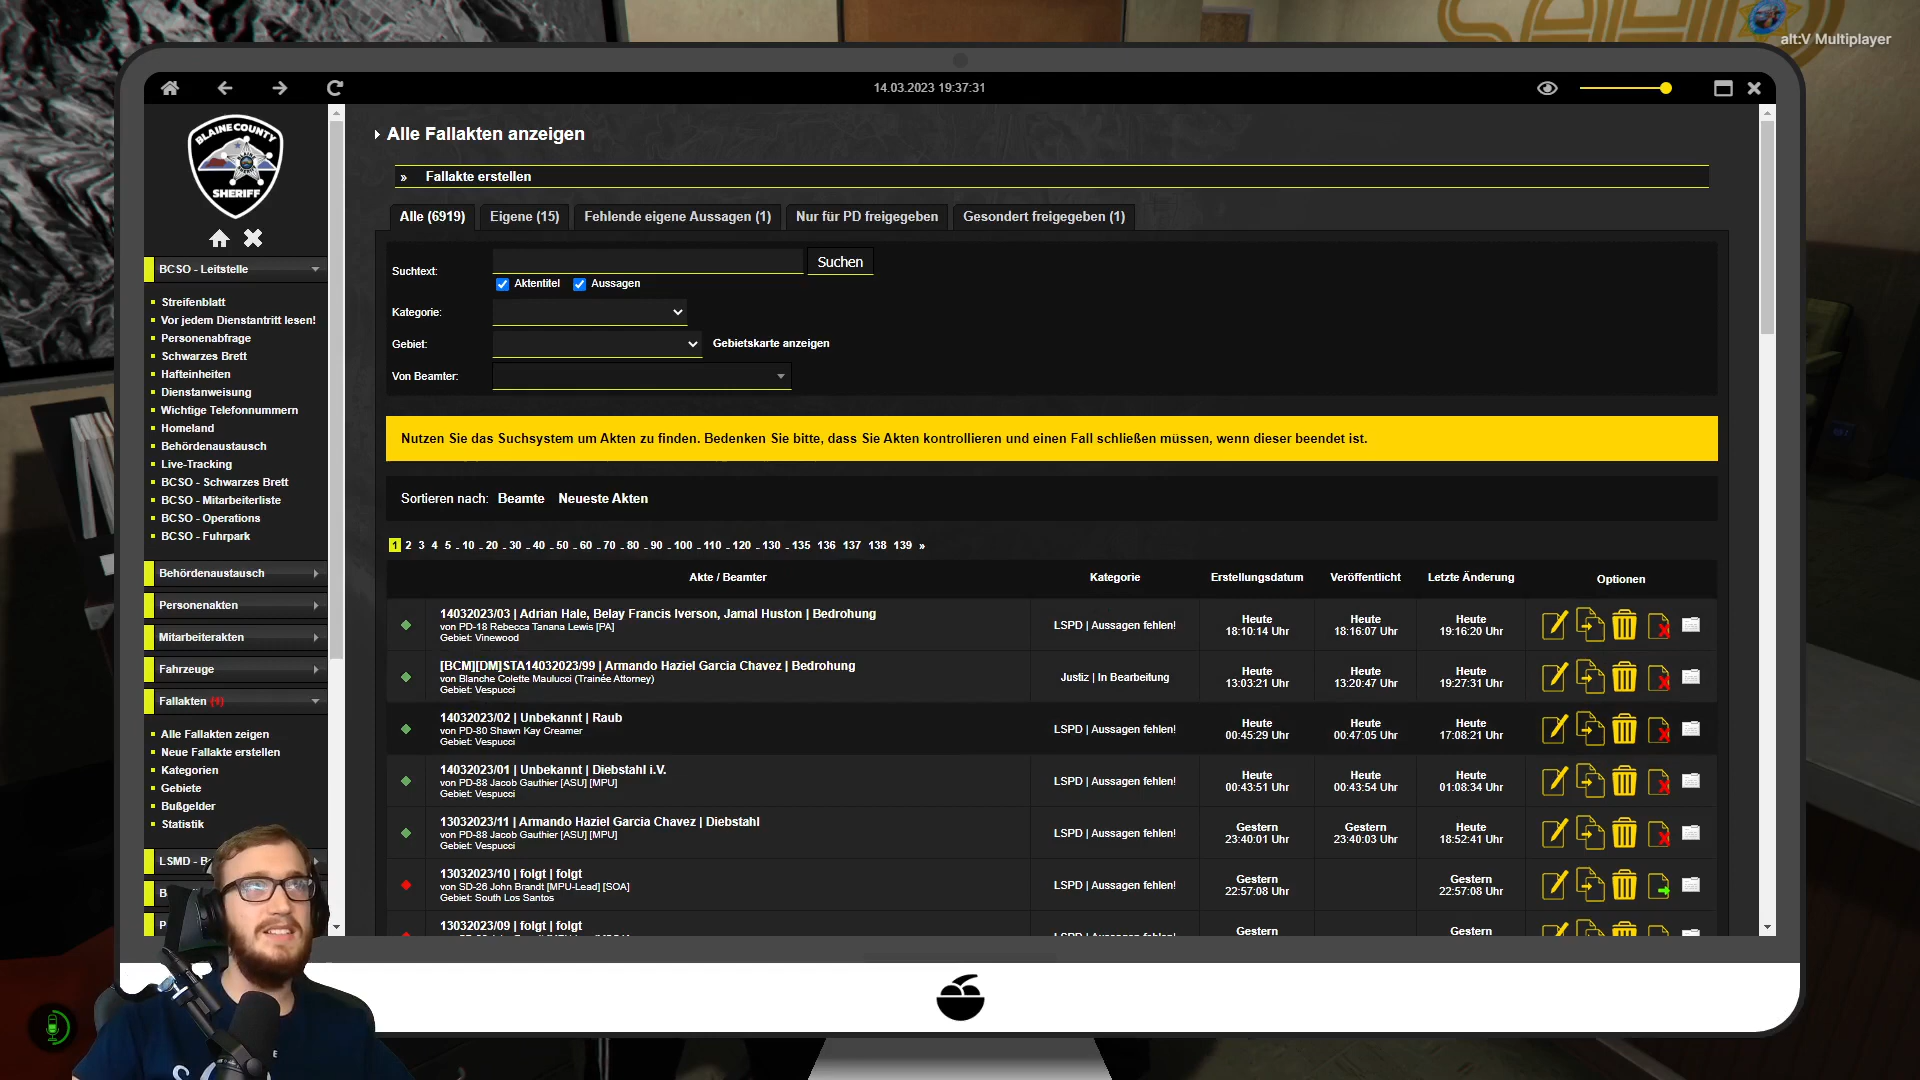 alt:V Multiplayer
14.03.2023 19:37:31
BLAINE COUNTY
SHERIFF
BCSO - Leitstelle
Streifenblatt
Vor jedem Dienstantritt lesen!
Personenabfrage
Schwarzes Brett
Hafteinheiten
Dienstanweisung
Wichtige Telefonnummern
Homeland
Behördenaustausch
Live-Tracking
BCSO - Schwarzes Brett
BCSO - Mitarbeiterliste
BCSO - Operations
BCSO - Fuhrpark
Behördenaustausch
Personenakten
Mitarbeiterakten
Fahrzeuge
Fallakten (1)
Alle Fallakten zeigen
Neue Fallakte erstellen
Kategorien
Gebiete
Bußgelder
Statistik
LSMD - B
B
P
Alle Fallakten anzeigen
» Fallakte erstellen
Alle (6919) Eigene (15) Fehlende eigene Aussagen (1) Nur für PD freigegeben Gesondert freigegeben (1)
Suchtext: Suchen
Aktentitel Aussagen
Kategorie:
Gebiet: Gebietskarte anzeigen
Von Beamter:
Nutzen Sie das Suchsystem um Akten zu finden. Bedenken Sie bitte, dass Sie Akten kontrollieren und einen Fall schließen müssen, wenn dieser beendet ist.
Sortieren nach: Beamte Neueste Akten
1 2 3 4 5 .. 10 .. 20 .. 30 .. 40 .. 50 .. 60 .. 70 .. 80 .. 90 .. 100 .. 110 .. 120 .. 130 .. 135 136 137 138 139 »
Akte / Beamter Kategorie Erstellungsdatum Veröffentlicht Letzte Änderung Optionen
14032023/03 | Adrian Hale, Belay Francis Iverson, Jamal Huston | Bedrohung
von PD-18 Rebecca Tanana Lewis [PA]
Gebiet: Vinewood
LSPD | Aussagen fehlen!
Heute 18:10:14 Uhr
Heute 18:16:07 Uhr
Heute 19:16:20 Uhr
[BCM][DM]STA14032023/99 | Armando Haziel Garcia Chavez | Bedrohung
von Blanche Colette Maulucci (Trainée Attorney)
Gebiet: Vespucci
Justiz | In Bearbeitung
Heute 13:03:21 Uhr
Heute 13:20:47 Uhr
Heute 19:27:31 Uhr
14032023/02 | Unbekannt | Raub
von PD-80 Shawn Kay Creamer
Gebiet: Vespucci
LSPD | Aussagen fehlen!
Heute 00:45:29 Uhr
Heute 00:47:05 Uhr
Heute 17:08:21 Uhr
14032023/01 | Unbekannt | Diebstahl i.V.
von PD-88 Jacob Gauthier [ASU] [MPU]
Gebiet: Vespucci
LSPD | Aussagen fehlen!
Heute 00:43:51 Uhr
Heute 00:43:54 Uhr
Heute 01:08:34 Uhr
13032023/11 | Armando Haziel Garcia Chavez | Diebstahl
von PD-88 Jacob Gauthier [ASU] [MPU]
Gebiet: Vespucci
LSPD | Aussagen fehlen!
Gestern 23:40:01 Uhr
Gestern 23:40:03 Uhr
Heute 18:52:41 Uhr
13032023/10 | folgt | folgt
von SD-26 John Brandt [MPU-Lead] [SOA]
Gebiet: South Los Santos
LSPD | Aussagen fehlen!
Gestern 22:57:08 Uhr
Gestern 22:57:08 Uhr
13032023/09 | folgt | folgt
Gestern
Gestern